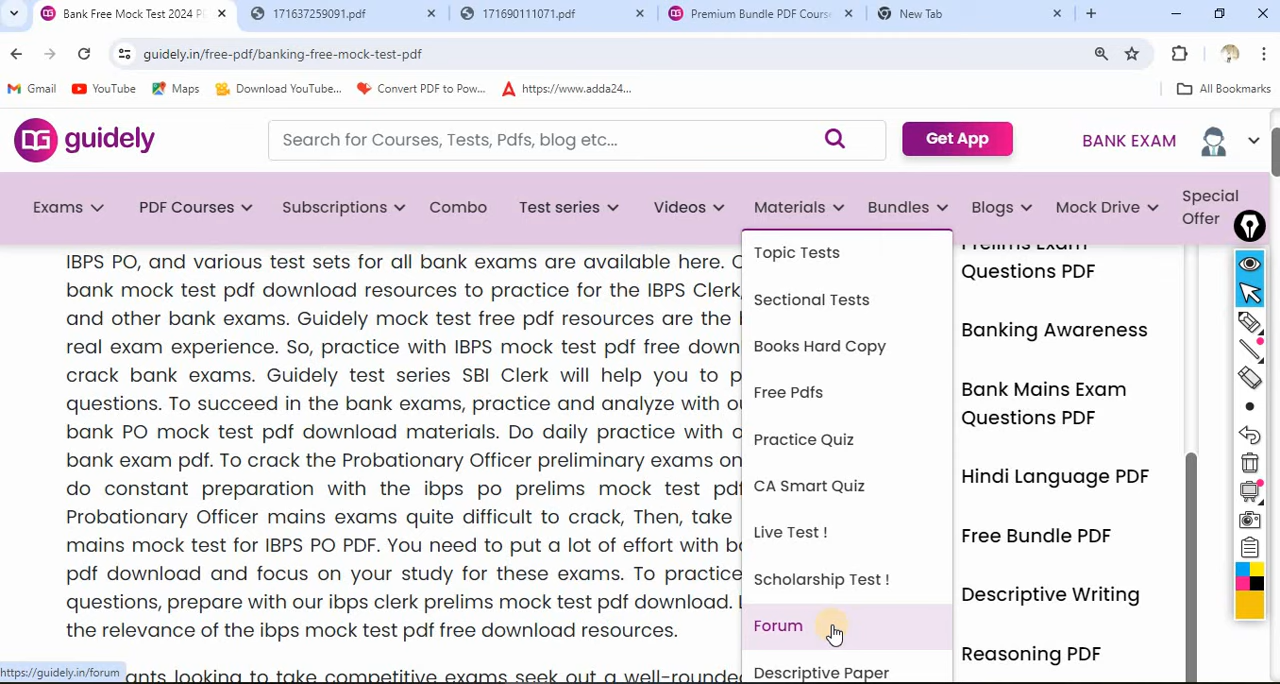 Bank Free Mock Test 2024 P
171637259091.pdf
171690111071.pdf
Premium Bundle PDF Cours
New Tab
guidely.in/free-pdf/banking-free-mock-test-pdf
Gmail
YouTube
Maps
Download YouTube...
Convert PDF to Pow...
https://www.adda24...
All Bookmarks
guidely
Search for Courses, Tests, Pdfs, blog etc...
Get App
BANK EXAM
Exams
PDF Courses
Subscriptions
Combo
Test series
Videos
Materials
Bundles
Blogs
Mock Drive
Special
Offer
IBPS PO, and various test sets for all bank exams are available here. C
bank mock test pdf download resources to practice for the IBPS Clerk,
and other bank exams. Guidely mock test free pdf resources are the b
real exam experience. So, practice with IBPS mock test pdf free down
crack bank exams. Guidely test series SBI Clerk will help you to p
questions. To succeed in the bank exams, practice and analyze with ou
bank PO mock test pdf download materials. Do daily practice with o
bank exam pdf. To crack the Probationary Officer preliminary exams on
do constant preparation with the ibps po prelims mock test pdf
Probationary Officer mains exams quite difficult to crack, Then, take
mains mock test for IBPS PO PDF. You need to put a lot of effort with ba
pdf download and focus on your study for these exams. To practice
questions, prepare with our ibps clerk prelims mock test pdf download. L
the relevance of the ibps mock test pdf free download resources.
ants looking to take competitive exams seek out a well-rounde
Topic Tests
Sectional Tests
Books Hard Copy
Free Pdfs
Practice Quiz
CA Smart Quiz
Live Test !
Scholarship Test !
Forum
Descriptive Paper
Prelims Exam
Questions PDF
Banking Awareness
Bank Mains Exam
Questions PDF
Hindi Language PDF
Free Bundle PDF
Descriptive Writing
Reasoning PDF
https://guidely.in/forum